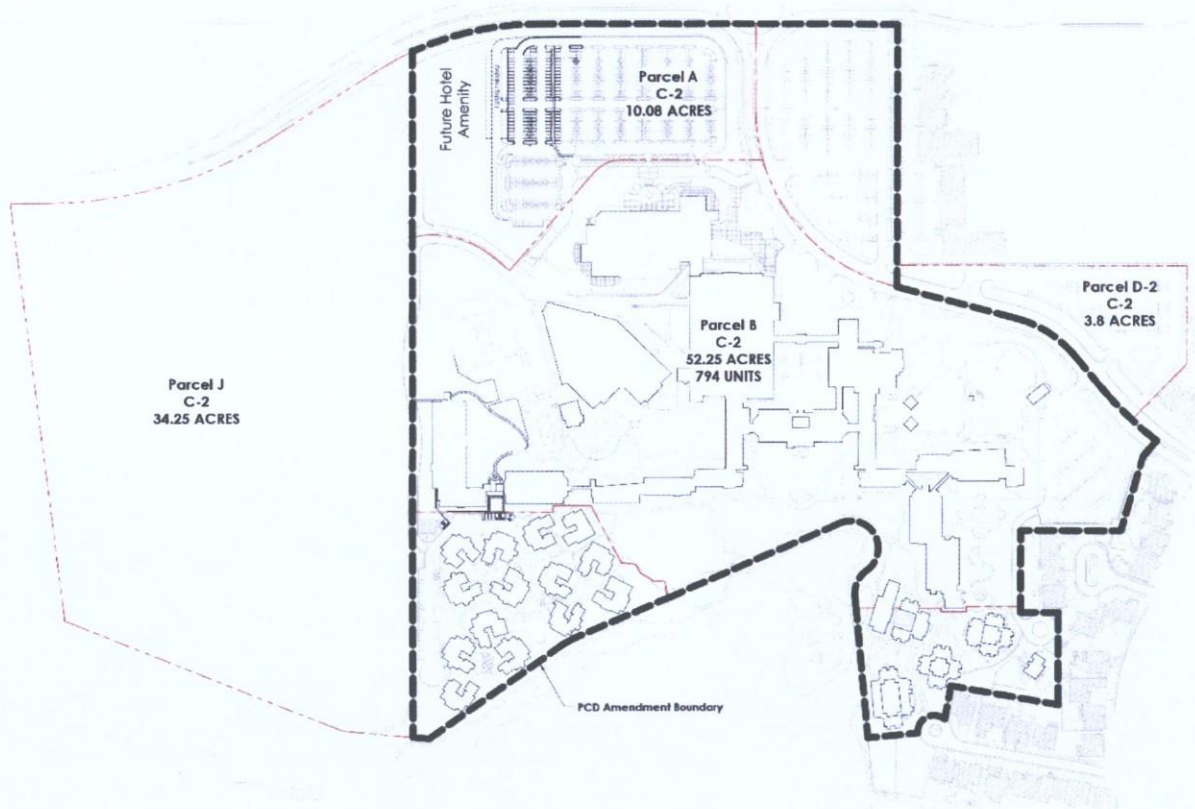 Future Hotel
Amenity
Parcel A
C-2
10.08 ACRES
Parcel D-2
C-2
3.8 ACRES
Parcel B
C-2
52.25 ACRES
794 UNITS
Parcel J
C-2
34.25 ACRES
PCD Amendment Boundary